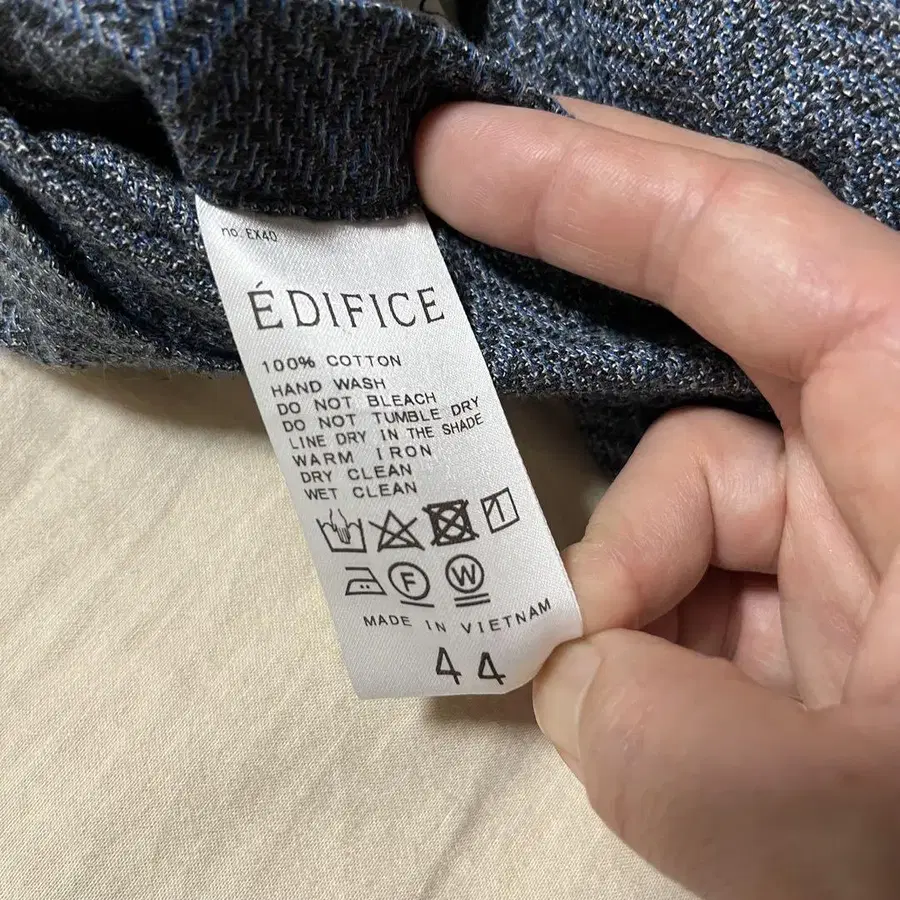 no. EX40
ÉDIFICE
100% COTTON
HAND WASH
DO NOT BLEACH
DO NOT TUMBLE DRY
LINE DRY IN THE SHADE
WARM IRON
DRY CLEAN
WET CLEAN
F W
MADE IN VIETNAM
44